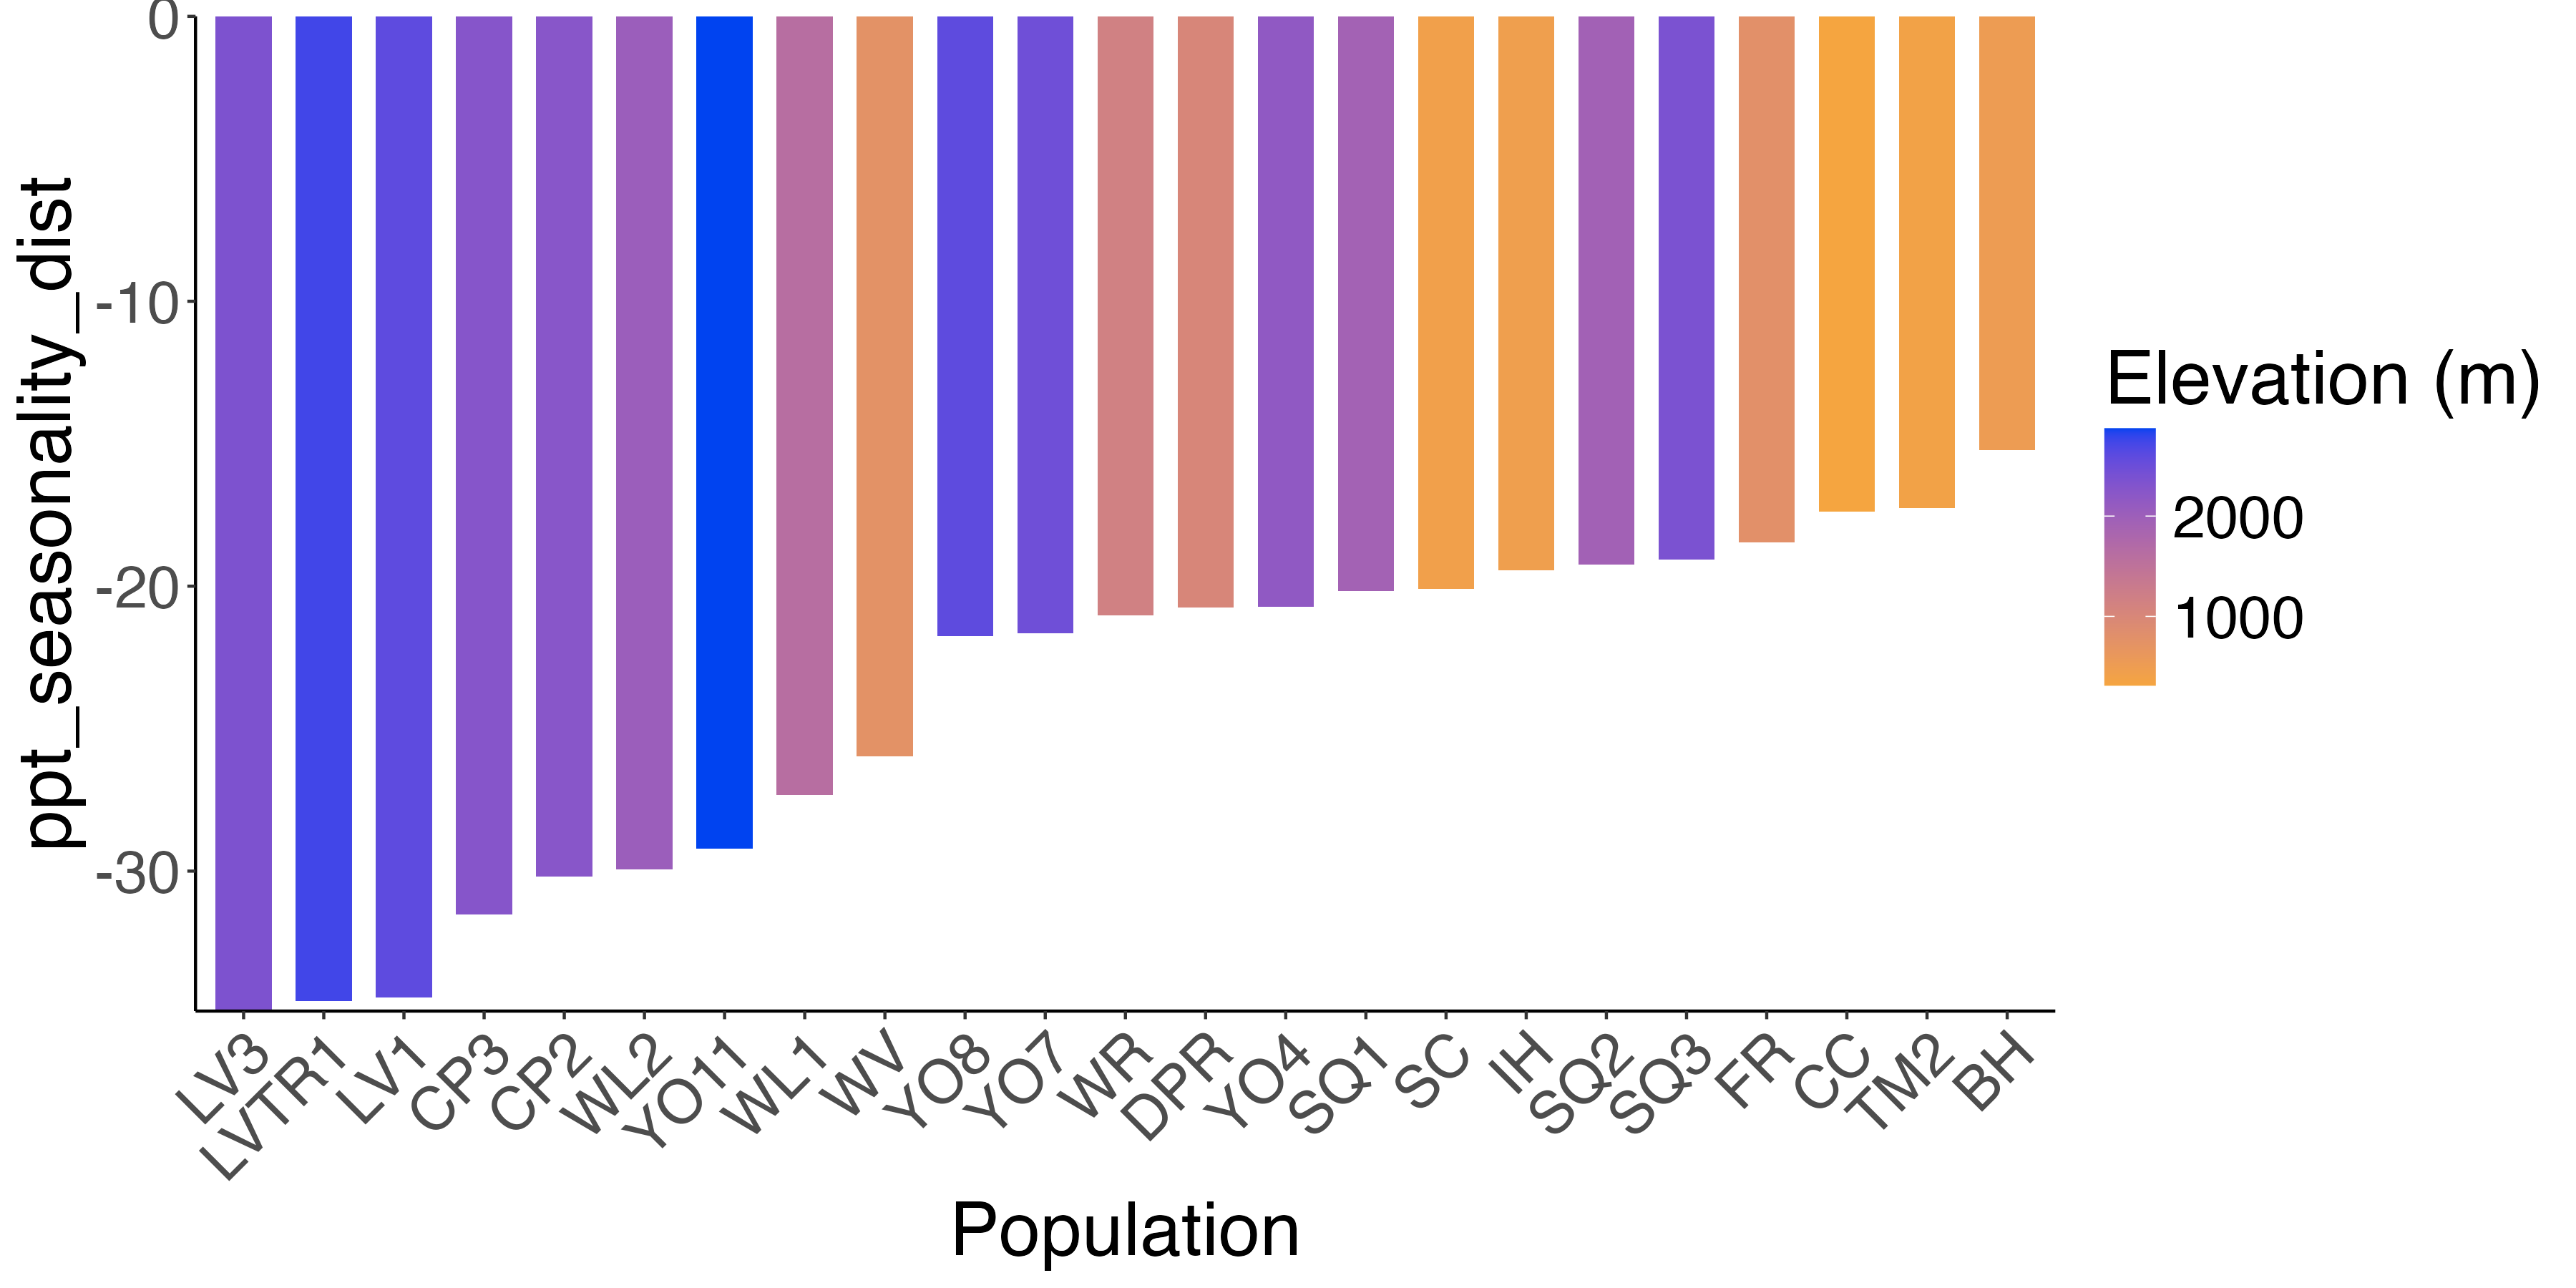 ppt_seasonality_dist
0
-10
-20
-30
LV3
LVTR1
LV1
CP3
CP2
WL2
YO11
WL1
WV
YO8
YO7
WR
DPR
YO4
SQ1
SC
IH
SQ2
SQ3
FR
CC
TM2
BH
Population
Elevation (m)
2000
1000